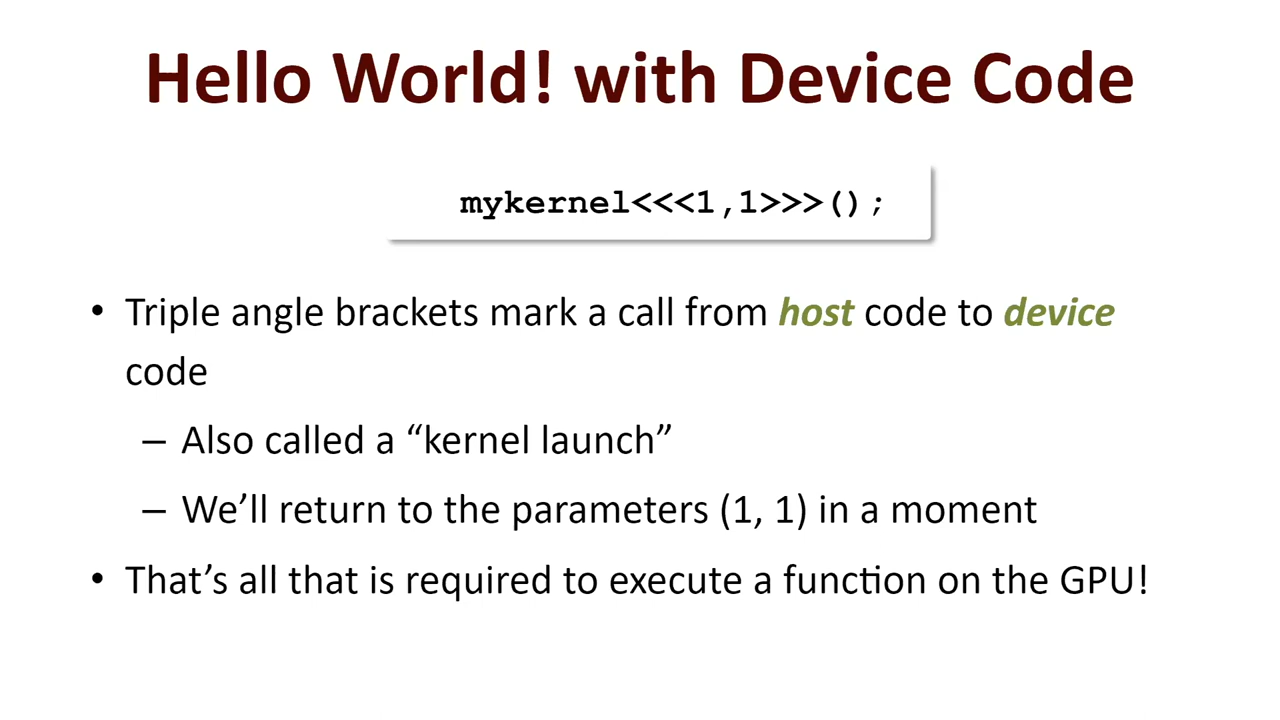 Hello World! with Device Code
mykernel<<<1,1>>>();
• Triple angle brackets mark a call from host code to device
code
– Also called a “kernel launch”
– We’ll return to the parameters (1, 1) in a moment
• That’s all that is required to execute a function on the GPU!